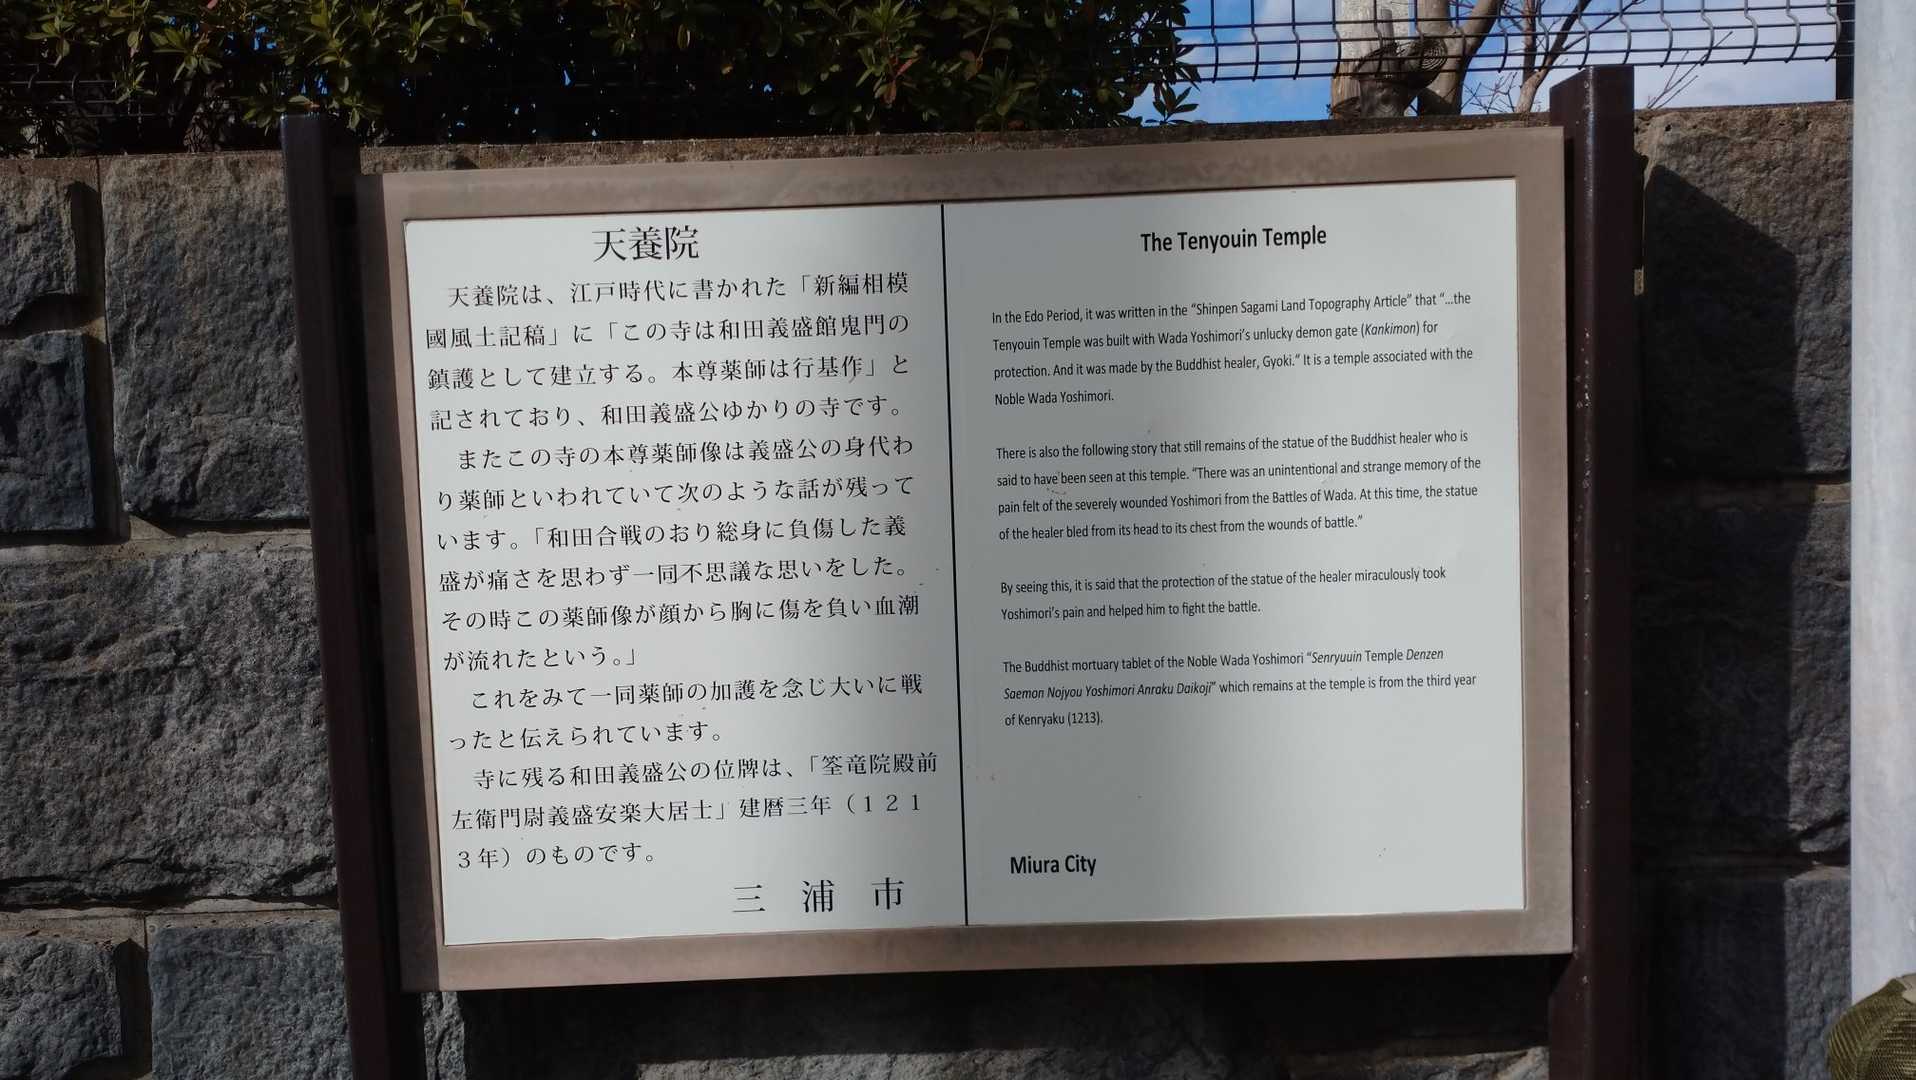 天養院
天養院は、江戸時代に書かれた「新編相模
國風土記稿」に「この寺は和田義盛館鬼門の
鎮護として建立する。本尊薬師は行基作」と
記されており、和田義盛公ゆかりの寺です。
またこの寺の本尊薬師像は義盛公の身代わ
り薬師といわれていて次のような話が残って
います。「和田合戦のおり総身に負傷した義
盛が痛さを思わず一同不思議な思いをした。
その時この薬師像が顔から胸に傷を負い血潮
が流れたという。」
これをみて一同薬師の加護を念じ大いに戦
ったと伝えられています。
寺に残る和田義盛公の位牌は、「筌竜院殿前
左衛門尉義盛安楽大居士」建暦三年（１２１
３年）のものです。
三浦市
The Tenyouin Temple
In the Edo Period, it was written in the “Shinpen Sagami Land Topography Article” that “...the
Tenyouin Temple was built with Wada Yoshimori’s unlucky demon gate (Kankimon) for
protection. And it was made by the Buddhist healer, Gyoki.“ It is a temple associated with the
Noble Wada Yoshimori.
There is also the following story that still remains of the statue of the Buddhist healer who is
said to have been seen at this temple. “There was an unintentional and strange memory of the
pain felt of the severely wounded Yoshimori from the Battles of Wada. At this time, the statue
of the healer bled from its head to its chest from the wounds of battle.”
By seeing this, it is said that the protection of the statue of the healer miraculously took
Yoshimori’s pain and helped him to fight the battle.
The Buddhist mortuary tablet of the Noble Wada Yoshimori “Senryuuin Temple Denzen
Saemon Nojyou Yoshimori Anraku Daikoji” which remains at the temple is from the third year
of Kenryaku (1213).
Miura City